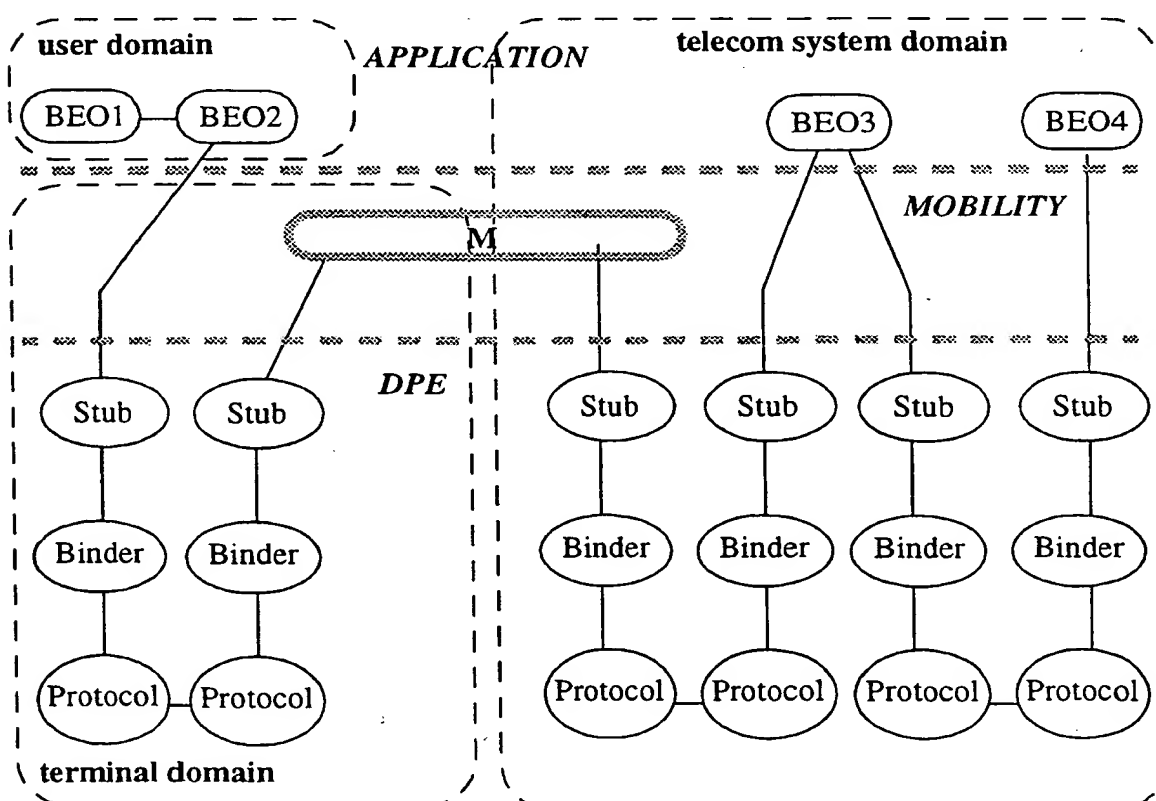 user domain
APPLICATION
telecom system domain
BEO1
BEO2
BEO3
BEO4
MOBILITY
M
DPE
Stub
Stub
Stub
Stub
Stub
Stub
Binder
Binder
Binder
Binder
Binder
Binder
Protocol
Protocol
Protocol
Protocol
Protocol
Protocol
terminal domain